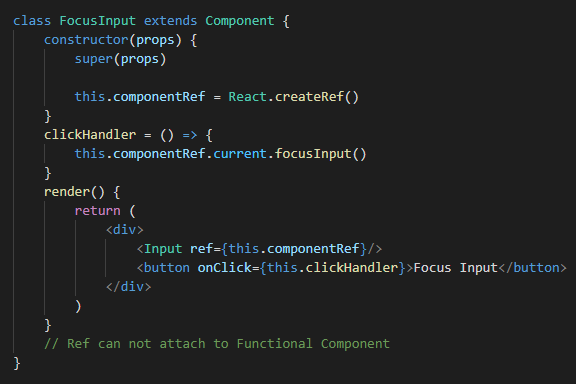 class FocusInput extends Component {
    constructor(props) {
        super(props)

        this.componentRef = React.createRef()
    }
    clickHandler = () => {
        this.componentRef.current.focusInput()
    }
    render() {
        return (
            <div>
                <Input ref={this.componentRef}/>
                <button onClick={this.clickHandler}>Focus Input</button>
            </div>
        )
    }
    // Ref can not attach to Functional Component
}